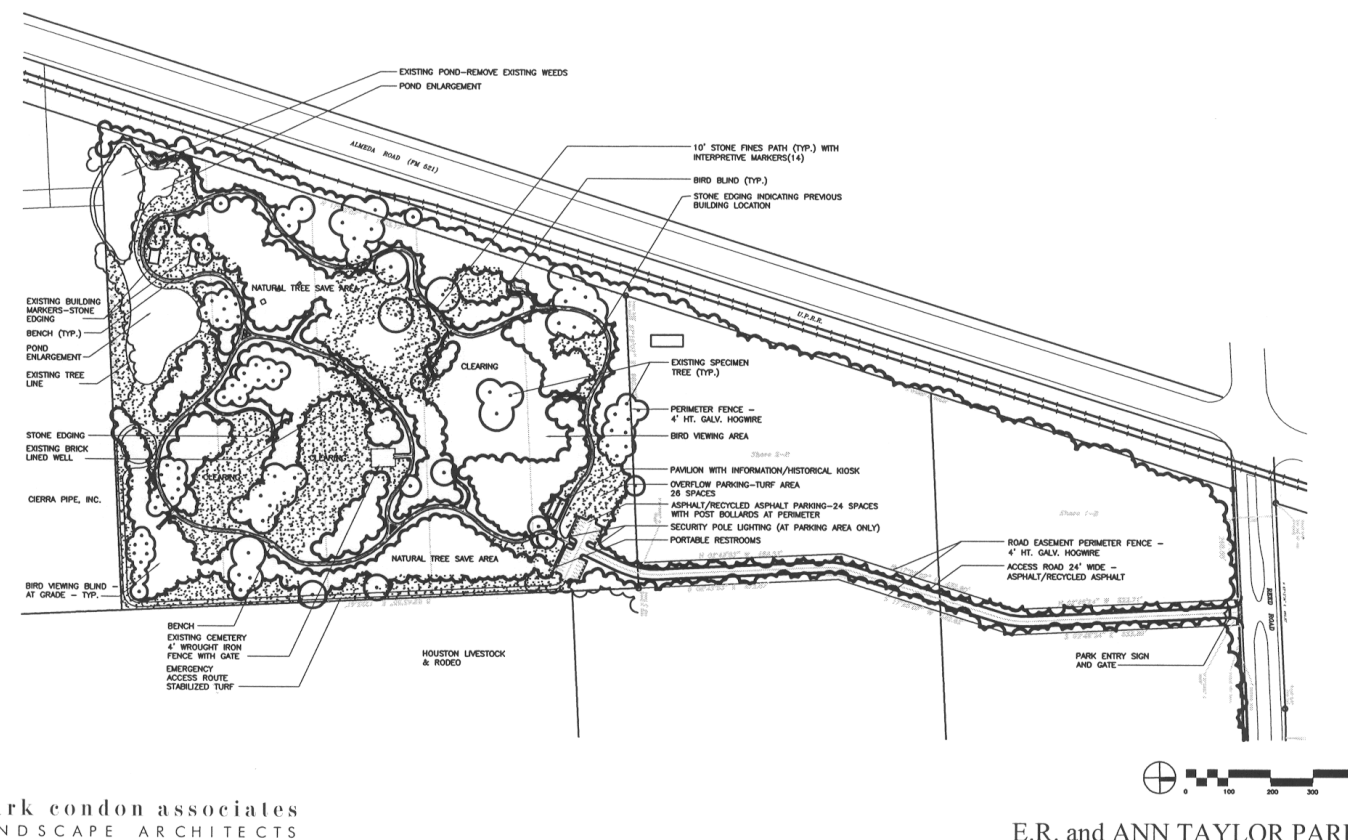 EXISTING POND–REMOVE EXISTING WEEDS
POND ENLARGEMENT
ALMEDA ROAD (FM 521)
10' STONE FINES PATH (TYP.) WITH
INTERPRETIVE MARKERS(14)
BIRD BLIND (TYP.)
STONE EDGING INDICATING PREVIOUS
BUILDING LOCATION
NATURAL TREE SAVE AREA
EXISTING BUILDING
MARKERS–STONE
EDGING
BENCH (TYP.)
POND
ENLARGEMENT
EXISTING TREE
LINE
U.P.R.R.
CLEARING
EXISTING SPECIMEN
TREE (TYP.)
PERIMETER FENCE –
4' HT. GALV. HOGWIRE
BIRD VIEWING AREA
STONE EDGING
EXISTING BRICK
LINED WELL
CLEARING
CLEARING
CIERRA PIPE, INC.
PAVILION WITH INFORMATION/HISTORICAL KIOSK
OVERFLOW PARKING–TURF AREA
26 SPACES
ASPHALT/RECYCLED ASPHALT PARKING–24 SPACES
WITH POST BOLLARDS AT PERIMETER
SECURITY POLE LIGHTING (AT PARKING AREA ONLY)
PORTABLE RESTROOMS
Share 1-B
NATURAL TREE SAVE AREA
ROAD EASEMENT PERIMETER FENCE –
4' HT. GALV. HOGWIRE
ACCESS ROAD 24' WIDE –
ASPHALT/RECYCLED ASPHALT
BIRD VIEWING BLIND –
AT GRADE – TYP.
REED ROAD
BENCH
EXISTING CEMETERY
4' WROUGHT IRON
FENCE WITH GATE
EMERGENCY
ACCESS ROUTE
STABILIZED TURF
HOUSTON LIVESTOCK
& RODEO
PARK ENTRY SIGN
AND GATE
0 100 200 300
rk condon associates
NDSCAPE ARCHITECTS
E.R. and ANN TAYLOR PARK